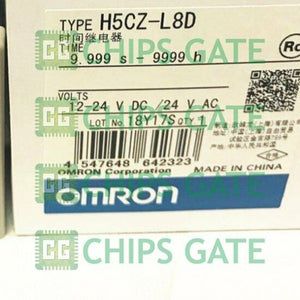 CHIPS GATE
TYPE H5CZ-L8D
时间继电器
TIME
9.999 s - 9999 h
VOLTS
12-24 V DC/24 V AC
LOT No. 18Y17S QTY 1
4 547648 642323
OMRON Corporation
MADE IN CHINA
OMRON
CHIPS GATE
CHIPS GATE